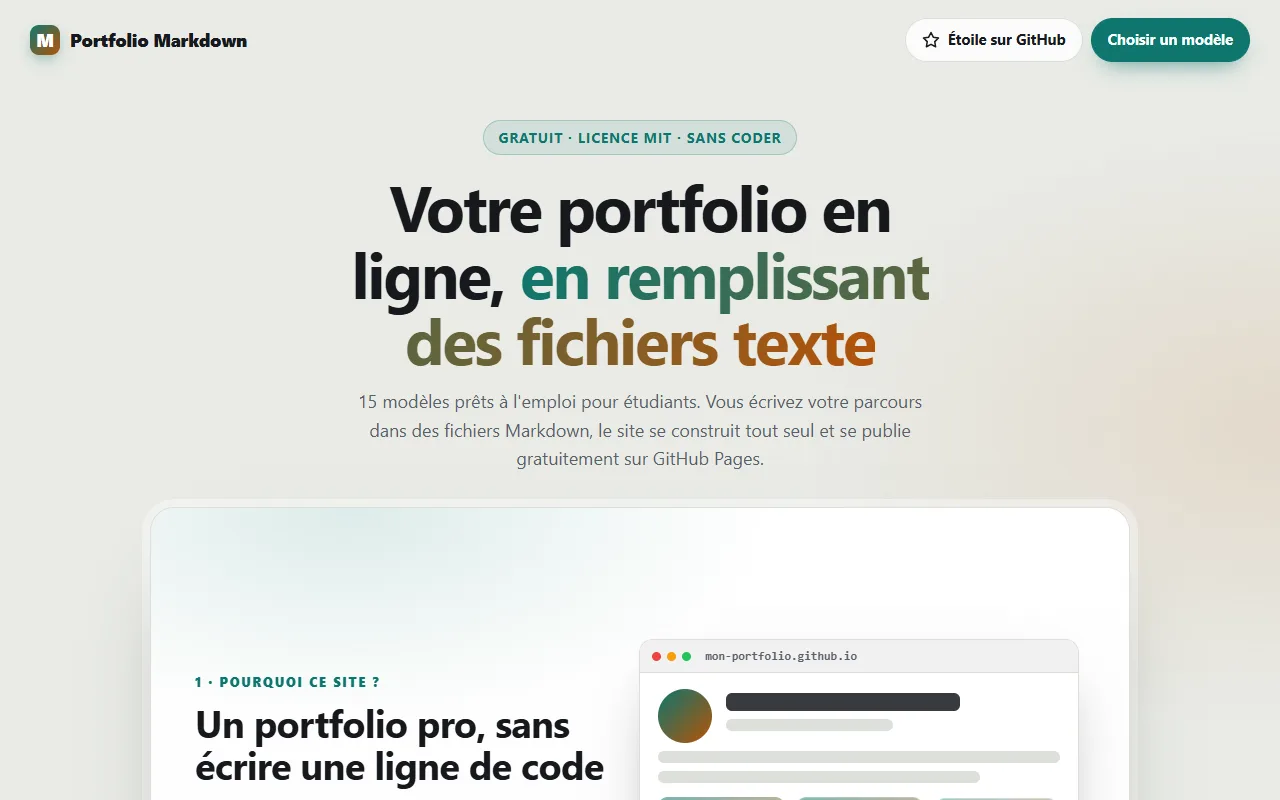 M Portfolio Markdown
Étoile sur GitHub
Choisir un modèle
GRATUIT · LICENCE MIT · SANS CODER
Votre portfolio en
ligne, en remplissant
des fichiers texte
15 modèles prêts à l'emploi pour étudiants. Vous écrivez votre parcours
dans des fichiers Markdown, le site se construit tout seul et se publie
gratuitement sur GitHub Pages.
1 · POURQUOI CE SITE ?
Un portfolio pro, sans
écrire une ligne de code
mon-portfolio.github.io